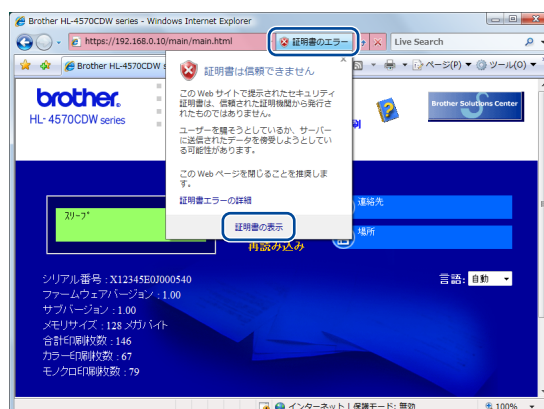 Brother HL-4570CDW series - Windows Internet Explorer
https://192.168.0.10/main/main.html
証明書のエラー
Live Search
Brother HL-4570CDW s
ページ(P)
ツール(O)
brother.
HL- 4570CDW series
Brother Solutions Center
証明書は信頼できません
この Web サイトで提示されたセキュリティ
証明書は、信頼された証明機関から発行さ
れたものではありません。
ユーザーを騙そうとしているか、サーバー
に送信されたデータを傍受しようとしてい
る可能性があります。
この Web ページを閉じることを推奨しま
す。
証明書エラーの詳細
証明書の表示
スリープ
連絡先
場所
再読み込み
シリアル番号 : X12345E0J000540
ファームウェアバージョン : 1.00
サブバージョン : 1.00
メモリサイズ : 128 メガバイト
合計印刷枚数 : 146
カラー印刷枚数 : 67
モノクロ印刷枚数 : 79
言語: 自動
インターネット | 保護モード: 無効
100%